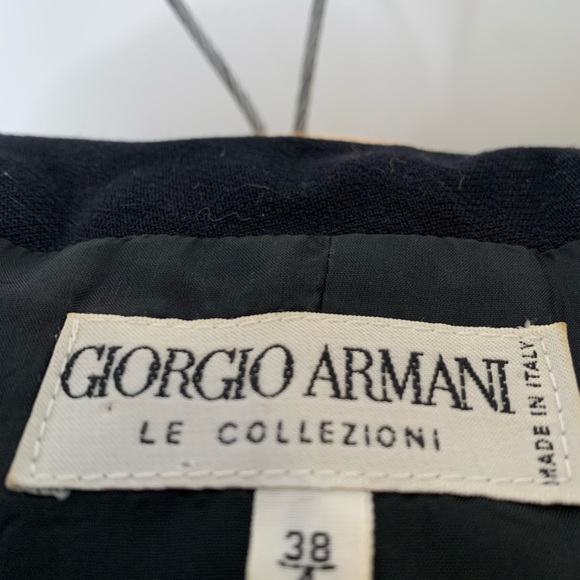 GIORGIO ARMANI
LE COLLEZIONI
MADE IN ITALY
38